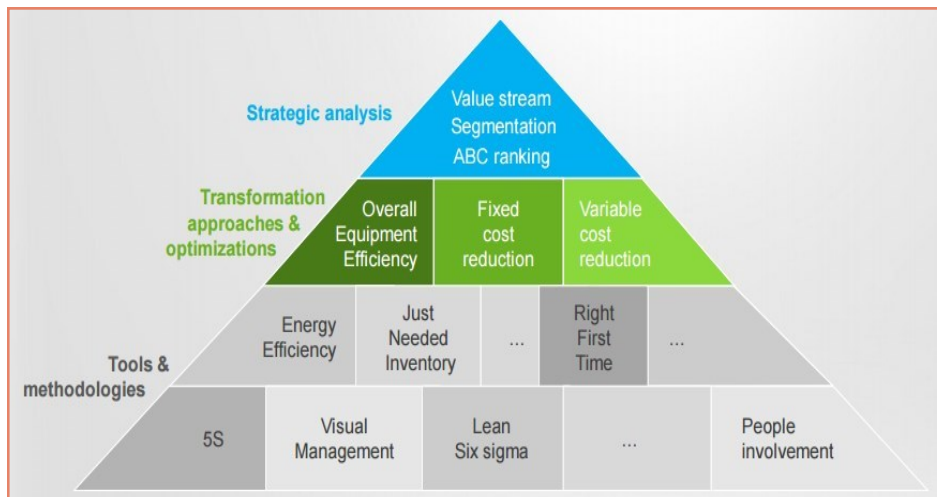 Strategic analysis
Value stream
Segmentation
ABC ranking
Transformation
approaches &
optimizations
Overall
Equipment
Efficiency
Fixed
cost
reduction
Variable
cost
reduction
Tools &
methodologies
Energy
Efficiency
Just
Needed
Inventory
...
Right
First
Time
...
5S
Visual
Management
Lean
Six sigma
...
People
involvement